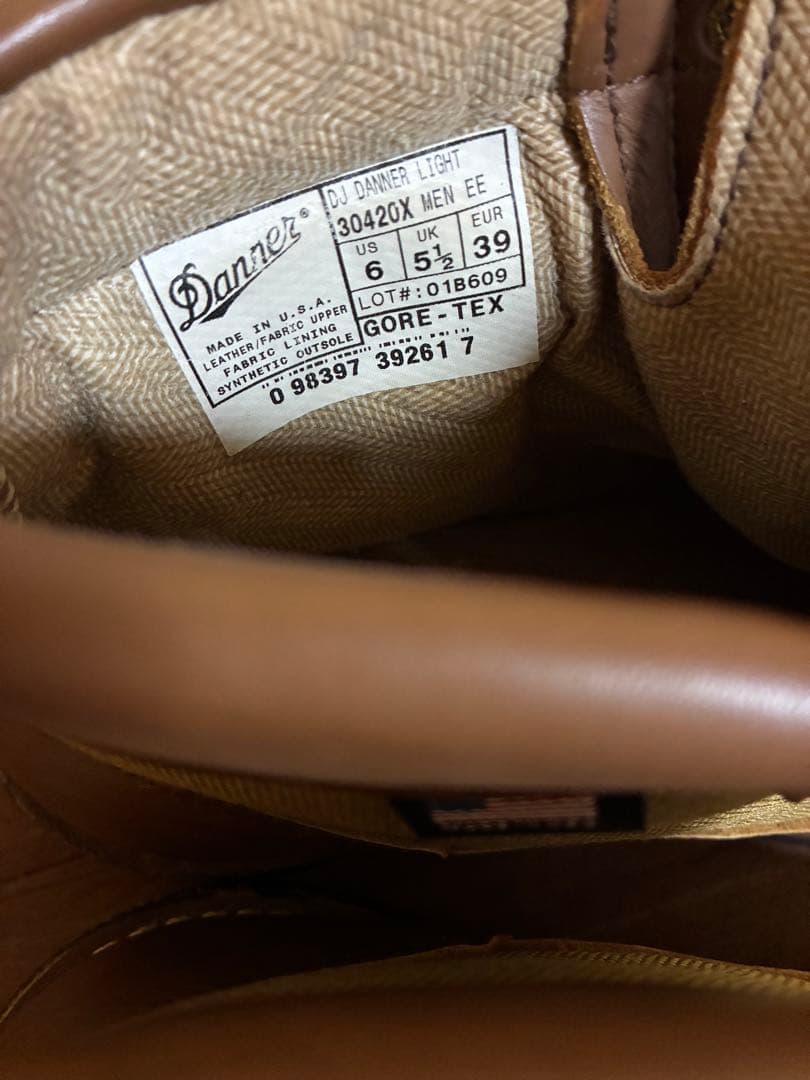 Danner®
MADE IN U.S.A.
LEATHER/FABRIC UPPER
FABRIC LINING
SYNTHETIC OUTSOLE
DJ DANNER LIGHT
30420X MEN EE
US
6
UK
5½
EUR
39
LOT#: 01B609
GORE-TEX
0 98397 39261 7